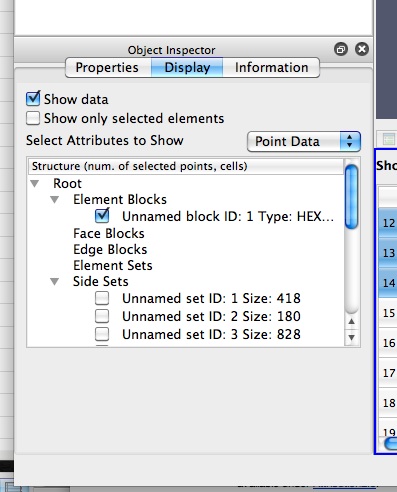 Object Inspector
Properties Display Information
Show data
Show only selected elements
Select Attributes to Show Point Data
Structure (num. of selected points, cells)
Root
Element Blocks
Unnamed block ID: 1 Type: HEX...
Face Blocks
Edge Blocks
Element Sets
Side Sets
Unnamed set ID: 1 Size: 418
Unnamed set ID: 2 Size: 180
Unnamed set ID: 3 Size: 828
12
13
14
15
16
17
18
19